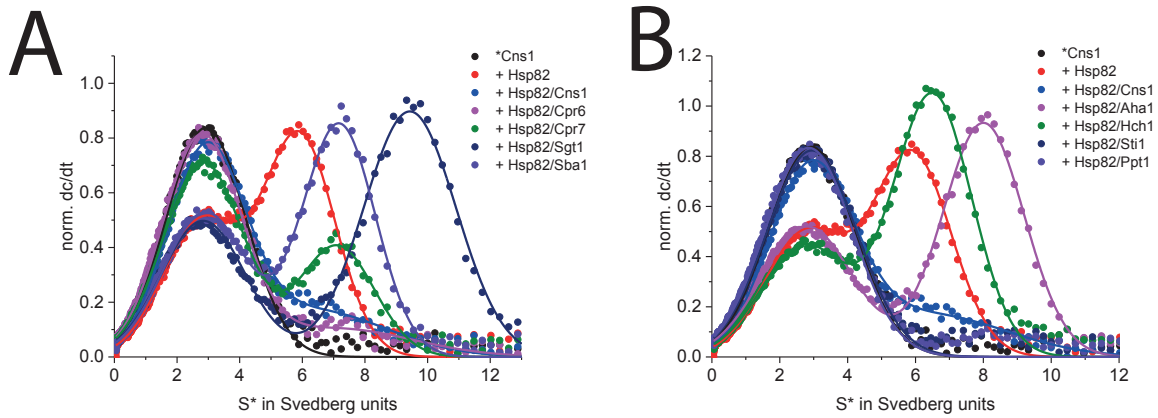 A
norm. dc/dt
1.0
0.8
0.6
0.4
0.2
0.0
0
2
4
6
8
10
12
S* in Svedberg units
*Cns1
+ Hsp82
+ Hsp82/Cns1
+ Hsp82/Cpr6
+ Hsp82/Cpr7
+ Hsp82/Sgt1
+ Hsp82/Sba1
B
norm. dc/dt
1.2
1.0
0.8
0.6
0.4
0.2
0.0
0
2
4
6
8
10
12
S* in Svedberg units
*Cns1
+ Hsp82
+ Hsp82/Cns1
+ Hsp82/Aha1
+ Hsp82/Hch1
+ Hsp82/Sti1
+ Hsp82/Ppt1